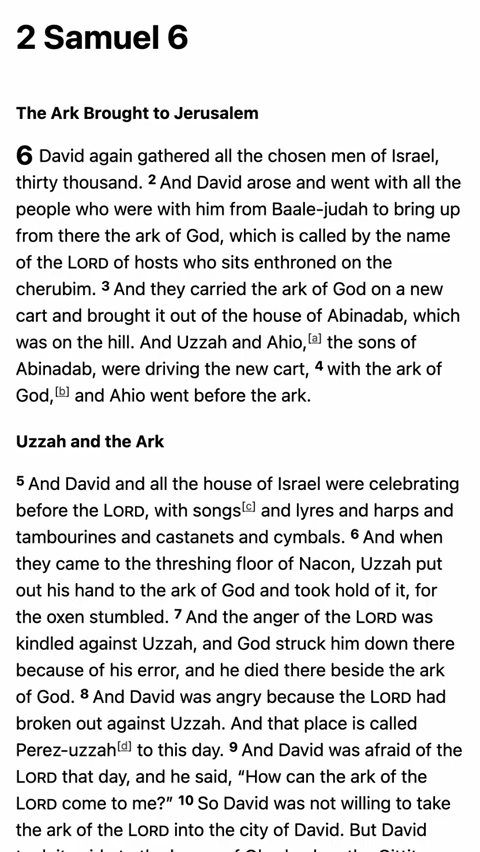 2 Samuel 6
The Ark Brought to Jerusalem
6 David again gathered all the chosen men of Israel,
thirty thousand. 2 And David arose and went with all the
people who were with him from Baale-judah to bring up
from there the ark of God, which is called by the name
of the LORD of hosts who sits enthroned on the
cherubim. 3 And they carried the ark of God on a new
cart and brought it out of the house of Abinadab, which
was on the hill. And Uzzah and Ahio,[a] the sons of
Abinadab, were driving the new cart, 4 with the ark of
God,[b] and Ahio went before the ark.
Uzzah and the Ark
5 And David and all the house of Israel were celebrating
before the LORD, with songs[c] and lyres and harps and
tambourines and castanets and cymbals. 6 And when
they came to the threshing floor of Nacon, Uzzah put
out his hand to the ark of God and took hold of it, for
the oxen stumbled. 7 And the anger of the LORD was
kindled against Uzzah, and God struck him down there
because of his error, and he died there beside the ark
of God. 8 And David was angry because the LORD had
broken out against Uzzah. And that place is called
Perez-uzzah[d] to this day. 9 And David was afraid of the
LORD that day, and he said, “How can the ark of the
LORD come to me?” 10 So David was not willing to take
the ark of the LORD into the city of David. But David